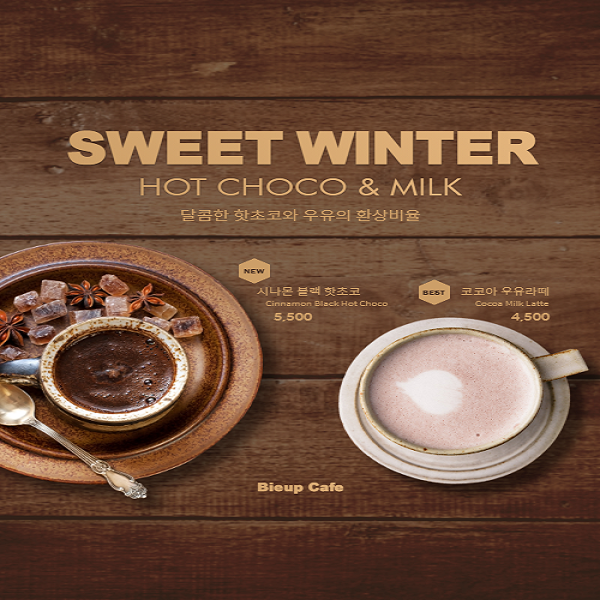 SWEET WINTER
HOT CHOCO & MILK
달콤한 핫초코와 우유의 환상비율
NEW
시나몬 블랙 핫초코
Cinnamon Black Hot Choco
5,500
BEST
코코아 우유라떼
Cocoa Milk Latte
4,500
Bieup Cafe